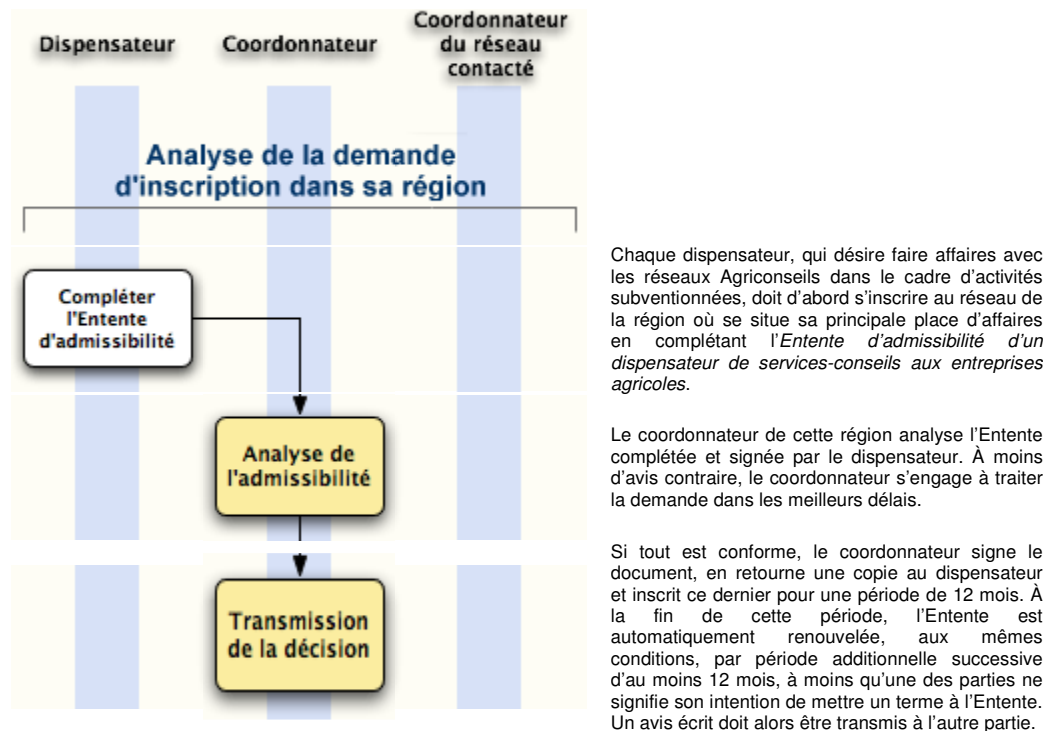 Dispensateur
Coordonnateur
Coordonnateur
du réseau
contacté
Analyse de la demande
d'inscription dans sa région
Compléter
l'Entente
d'admissibilité
Analyse de
l'admissibilité
Transmission
de la décision
Chaque dispensateur, qui désire faire affaires avec
les réseaux Agriconseils dans le cadre d'activités
subventionnées, doit d'abord s'inscrire au réseau de
la région où se situe sa principale place d'affaires
en complétant l'Entente d'admissibilité d'un
dispensateur de services-conseils aux entreprises
agricoles.
Le coordonnateur de cette région analyse l'Entente
complétée et signée par le dispensateur. À moins
d'avis contraire, le coordonnateur s'engage à traiter
la demande dans les meilleurs délais.
Si tout est conforme, le coordonnateur signe le
document, en retourne une copie au dispensateur
et inscrit ce dernier pour une période de 12 mois. À
la fin de cette période, l'Entente est
automatiquement renouvelée, aux mêmes
conditions, par période additionnelle successive
d'au moins 12 mois, à moins qu'une des parties ne
signifie son intention de mettre un terme à l'Entente.
Un avis écrit doit alors être transmis à l'autre partie.